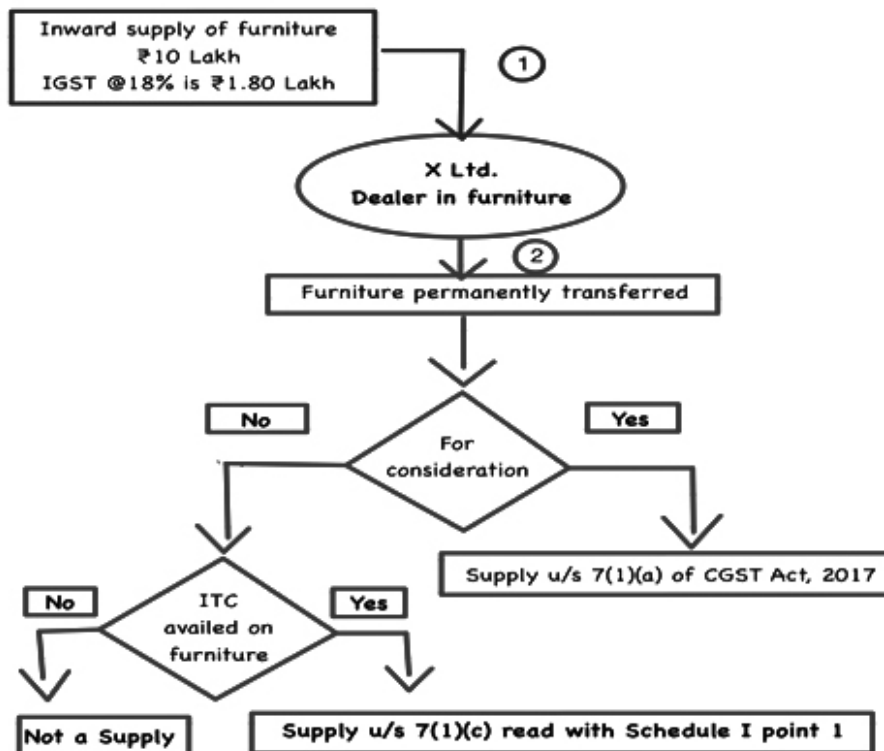 Inward supply of furniture
₹10 Lakh
IGST @18% is ₹1.80 Lakh
1
X Ltd.
Dealer in furniture
2
Furniture permanently transferred
No
Yes
For
consideration
Supply u/s 7(1)(a) of CGST Act, 2017
No
Yes
ITC
availed on
furniture
Not a Supply
Supply u/s 7(1)(c) read with Schedule I point 1